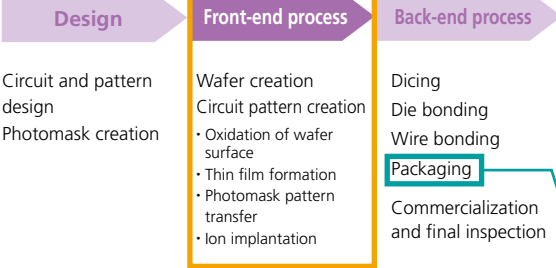 Design
Front-end process
Back-end process
Circuit and pattern
design
Photomask creation
Wafer creation
Circuit pattern creation
・Oxidation of wafer
surface
・Thin film formation
・Photomask pattern
transfer
・Ion implantation
Dicing
Die bonding
Wire bonding
Packaging
Commercialization
and final inspection